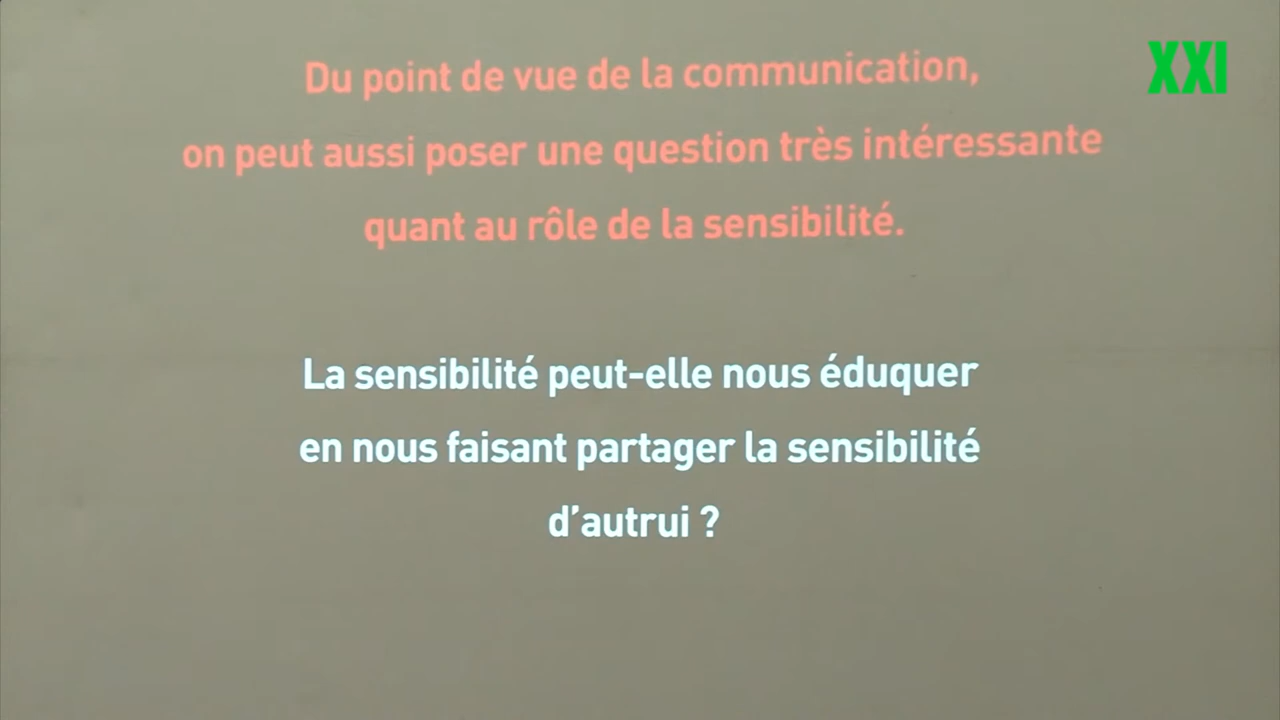 XXI
Du point de vue de la communication,
on peut aussi poser une question très intéressante
quant au rôle de la sensibilité.
La sensibilité peut-elle nous éduquer
en nous faisant partager la sensibilité
d'autrui ?